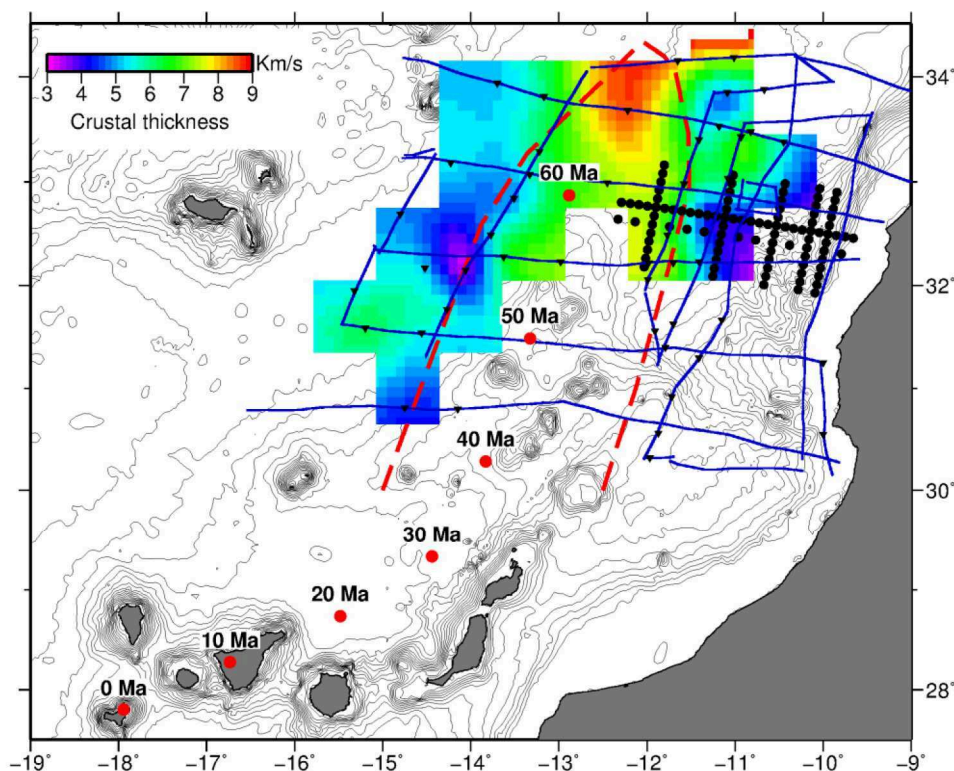 Km/s
3 4 5 6 7 8 9
Crustal thickness
34°
60 Ma
32°
50 Ma
40 Ma
30°
30 Ma
20 Ma
10 Ma
0 Ma
28°
−19 −18 −17 −16 −15 −14 −13 −12 −11 −10 −9